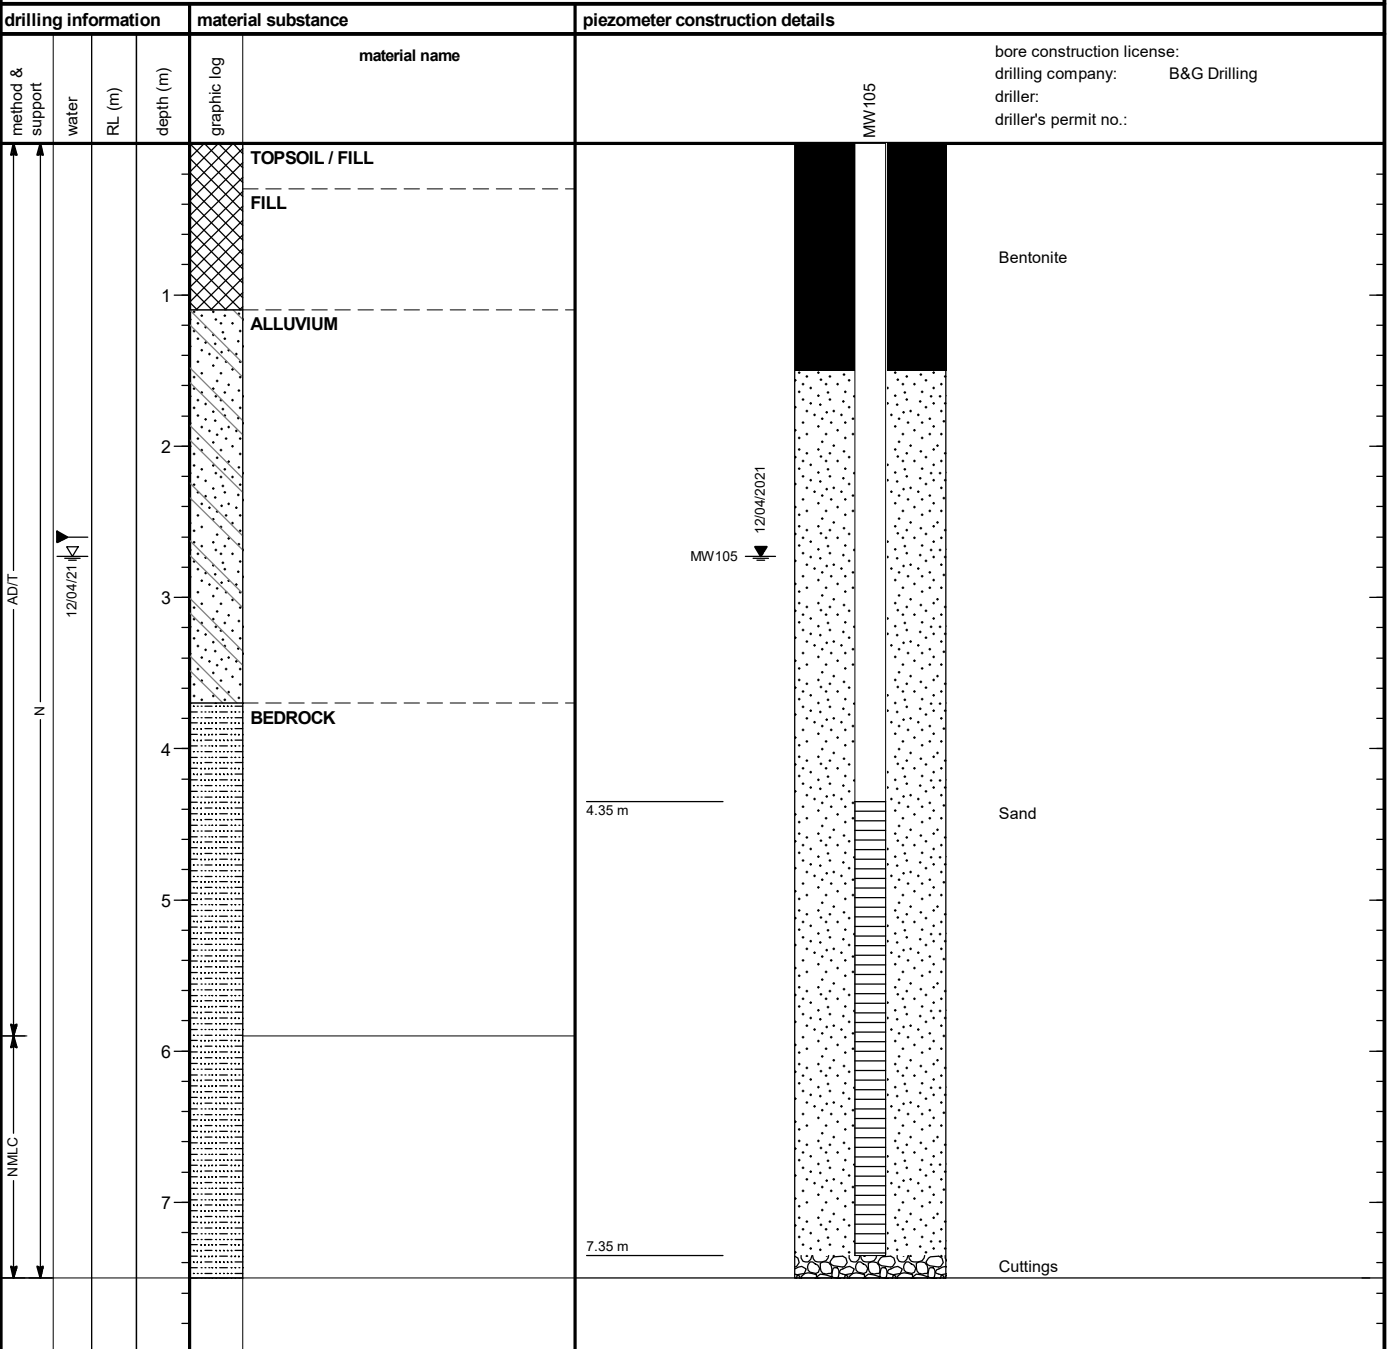 drilling information
material substance
piezometer construction details
method &
support
water
RL (m)
depth (m)
graphic log
material name
MW105
bore construction license:
drilling company: B&G Drilling
driller:
driller's permit no.:
TOPSOIL / FILL
FILL
Bentonite
1
ALLUVIUM
2
12/04/2021
MW105
12/04/21
AD/T
3
N
BEDROCK
4
4.35 m
Sand
5
6
NMLC
7
7.35 m
Cuttings